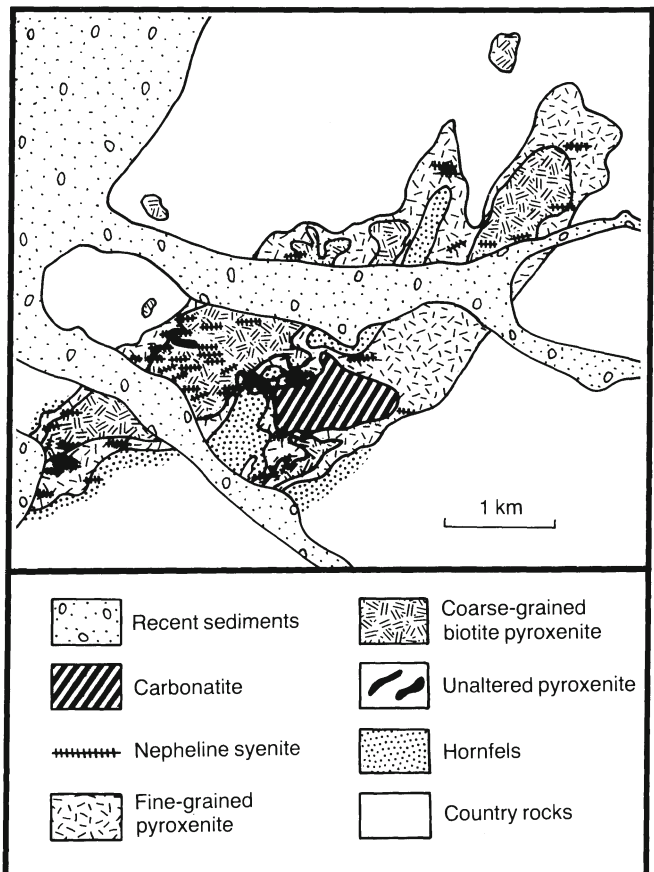 1 km
Recent sediments
Carbonatite
Nepheline syenite
Fine-grained
pyroxenite
Coarse-grained
biotite pyroxenite
Unaltered pyroxenite
Hornfels
Country rocks